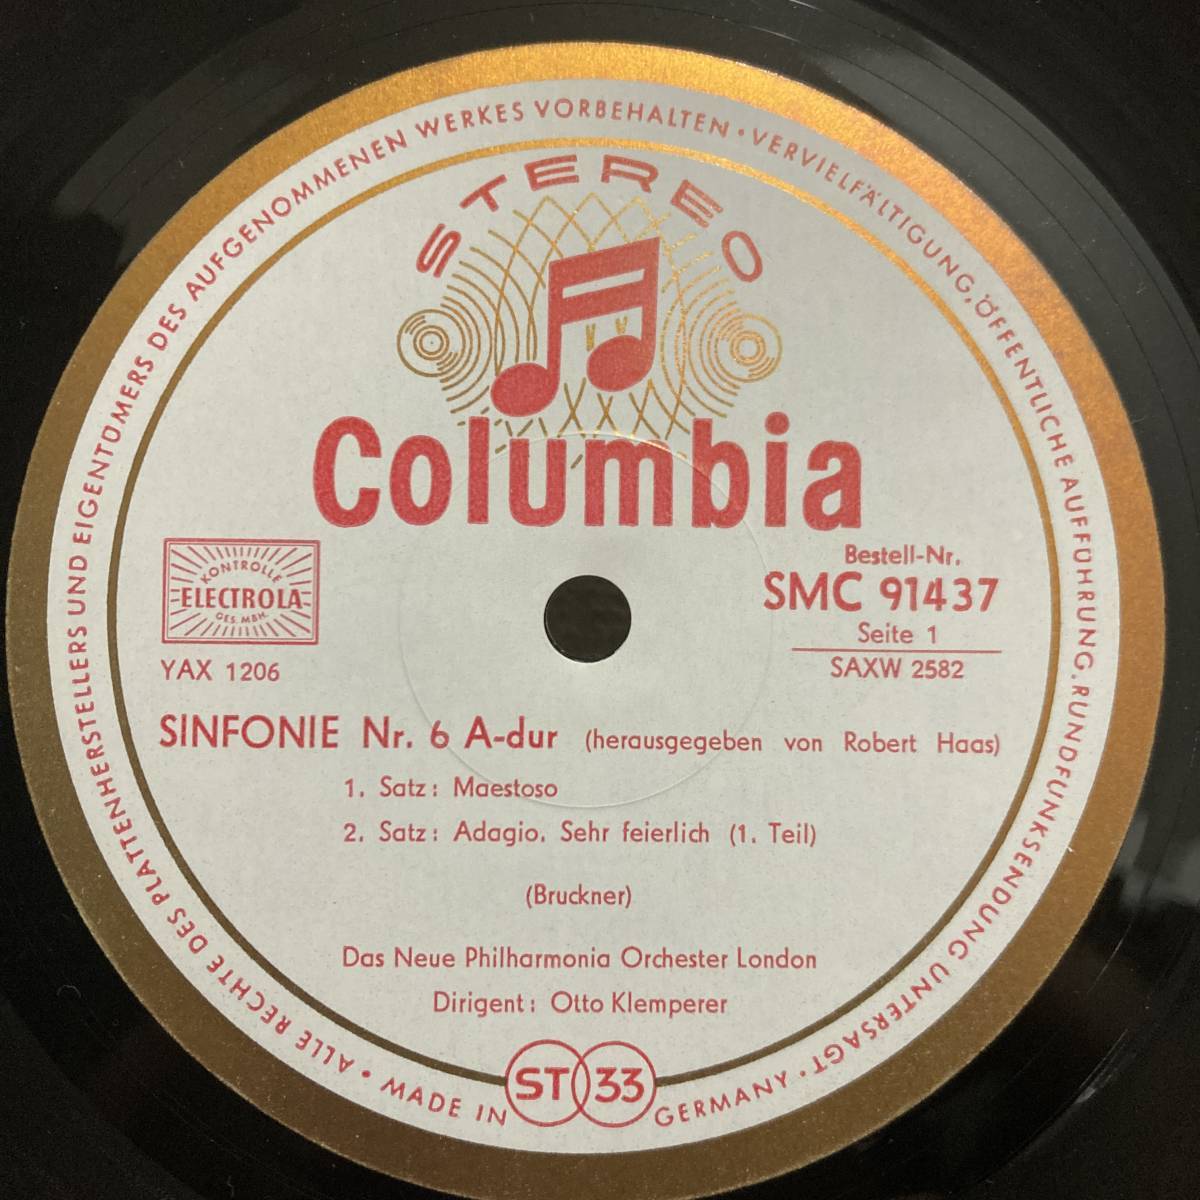 ALLE RECHTE DES PLATTENHERSTELLERS UND EIGENTÜMERS DES AUFGENOMMENEN WERKES VORBEHALTEN • VERVIELFÄLTIGUNG, ÖFFENTLICHE AUFFÜHRUNG, RUNDFUNKSENDUNG UNTERSAGT •
STEREO
Columbia
KONTROLLE
ELECTROLA
GES. MBH.
YAX 1206
Bestell-Nr.
SMC 91437
Seite 1
SAXW 2582
SINFONIE Nr. 6 A-dur (herausgegeben von Robert Haas)
1. Satz: Maestoso
2. Satz: Adagio. Sehr feierlich (1. Teil)
(Bruckner)
Das Neue Philharmonia Orchester London
Dirigent: Otto Klemperer
ST 33
• MADE IN GERMANY